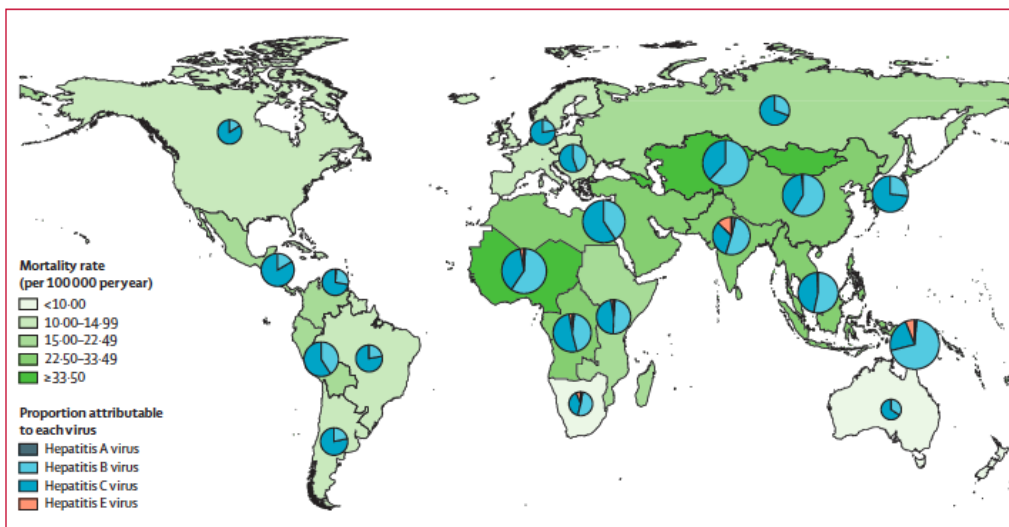 Mortality rate
(per 100 000 per year)
<10·00
10·00–14·99
15·00–22·49
22·50–33·49
≥33·50
Proportion attributable
to each virus
Hepatitis A virus
Hepatitis B virus
Hepatitis C virus
Hepatitis E virus